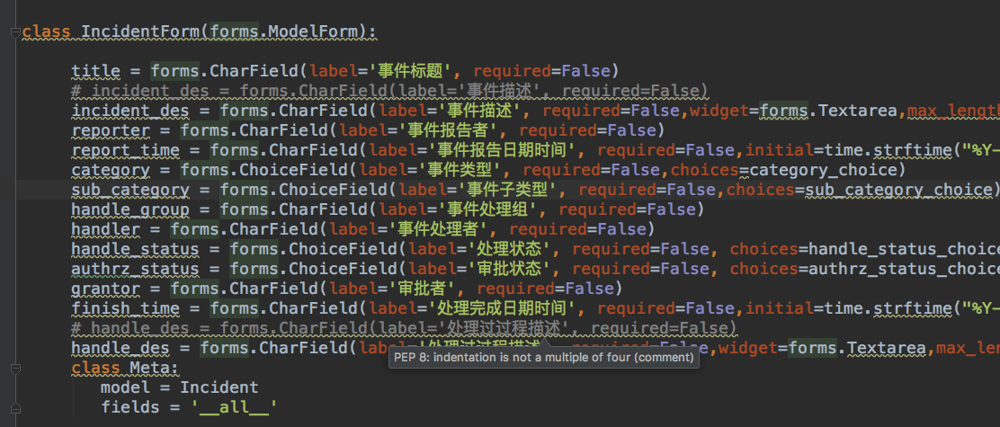 class IncidentForm(forms.ModelForm):
title = forms.CharField(label='事件标题', required=False)
# incident_des = forms.CharField(label='事件描述', required=False)
incident_des = forms.CharField(label='事件描述', required=False,widget=forms.Textarea,max_length
reporter = forms.CharField(label='事件报告者', required=False)
report_time = forms.CharField(label='事件报告日期时间', required=False,initial=time.strftime("%Y-
category = forms.ChoiceField(label='事件类型', required=False,choices=category_choice)
sub_category = forms.ChoiceField(label='事件子类型', required=False,choices=sub_category_choice)
handle_group = forms.CharField(label='事件处理组', required=False)
handler = forms.CharField(label='事件处理者', required=False)
handle_status = forms.ChoiceField(label='处理状态', required=False, choices=handle_status_choice
authrz_status = forms.ChoiceField(label='审批状态', required=False, choices=authrz_status_choice
grantor = forms.CharField(label='审批者', required=False)
finish_time = forms.CharField(label='处理完成日期时间', required=False,initial=time.strftime("%Y-
# handle_des = forms.CharField(label='处理过过程描述', required=False)
handle_des = forms.CharField(label='处理过过程描述', required=False,widget=forms.Textarea,max_leng
PEP 8: indentation is not a multiple of four (comment)
class Meta:
model = Incident
fields = '__all__'